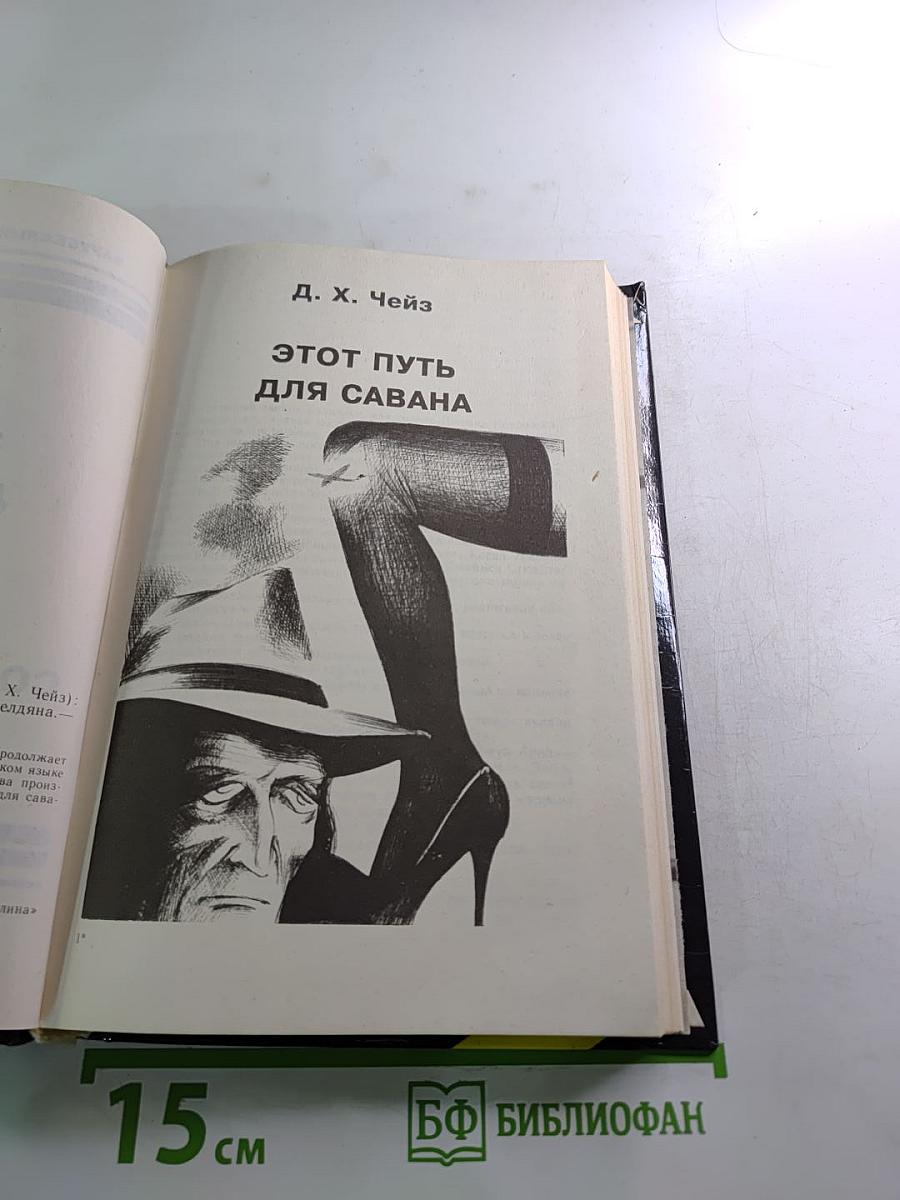 Х. Чейз):
елдяна.—
родолжает
ком языке
ва произ-
для сава-
лина»
Д. Х. Чейз
ЭТОТ ПУТЬ
ДЛЯ САВАНА
1*
15 см
БФ БИБЛИОФАН